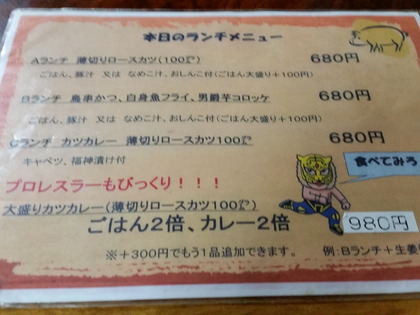 本日のランチメニュー
Aランチ 薄切りロースカツ(100㌘) 680円
ごはん、豚汁 又は なめこ汁、おしんこ付(ごはん大盛り+100円)
Bランチ 鳥串かつ、白身魚フライ、男爵芋コロッケ 680円
ごはん、豚汁 又は なめこ汁、おしんこ付(ごはん大盛り+100円)
Cランチ カツカレー 薄切りロースカツ100㌘ 680円
キャベツ、福神漬け付
食べてみろ
プロレスラーもびっくり！！！
大盛りカツカレー(薄切りロースカツ100㌘)
ごはん2倍、カレー2倍 980円
※+300円でもう1品追加できます。 例:Bランチ+生姜